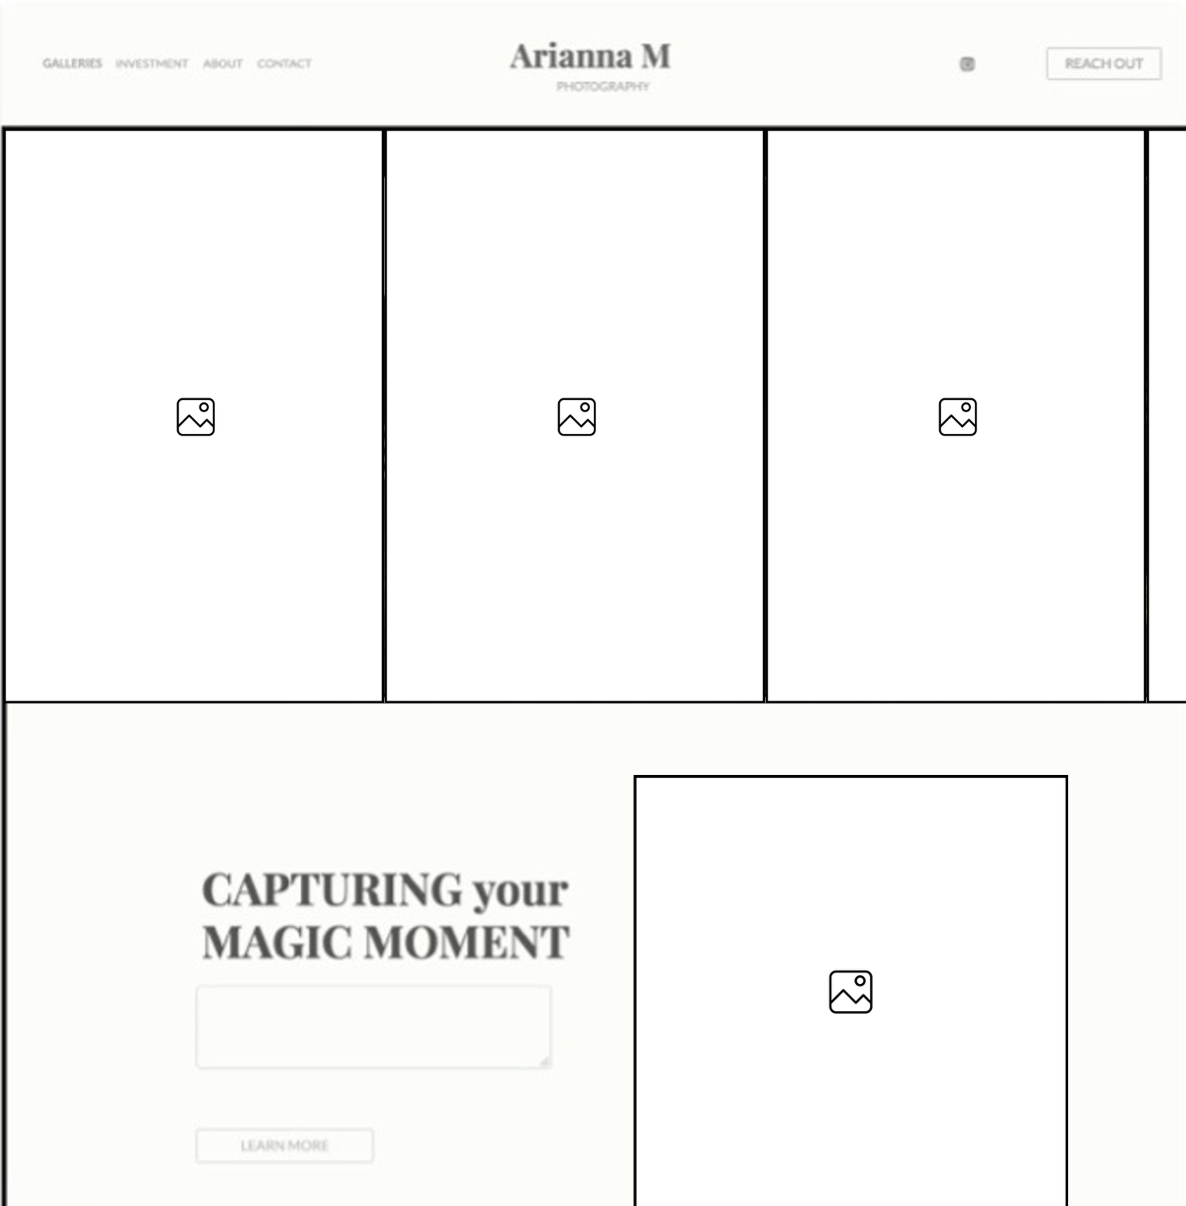 GALLERIES INVESTMENT ABOUT CONTACT
Arianna M
PHOTOGRAPHY
REACH OUT
CAPTURING your
MAGIC MOMENT
LEARN MORE